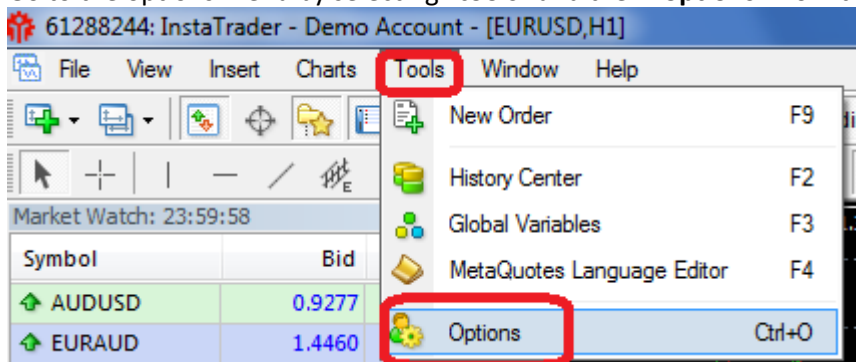 61288244: InstaTrader - Demo Account - [EURUSD,H1]
File View Insert Charts Tools Window Help
New Order F9
History Center F2
Global Variables F3
MetaQuotes Language Editor F4
Options Ctrl+O
Market Watch: 23:59:58
Symbol Bid
AUDUSD 0.9277
EURAUD 1.4460